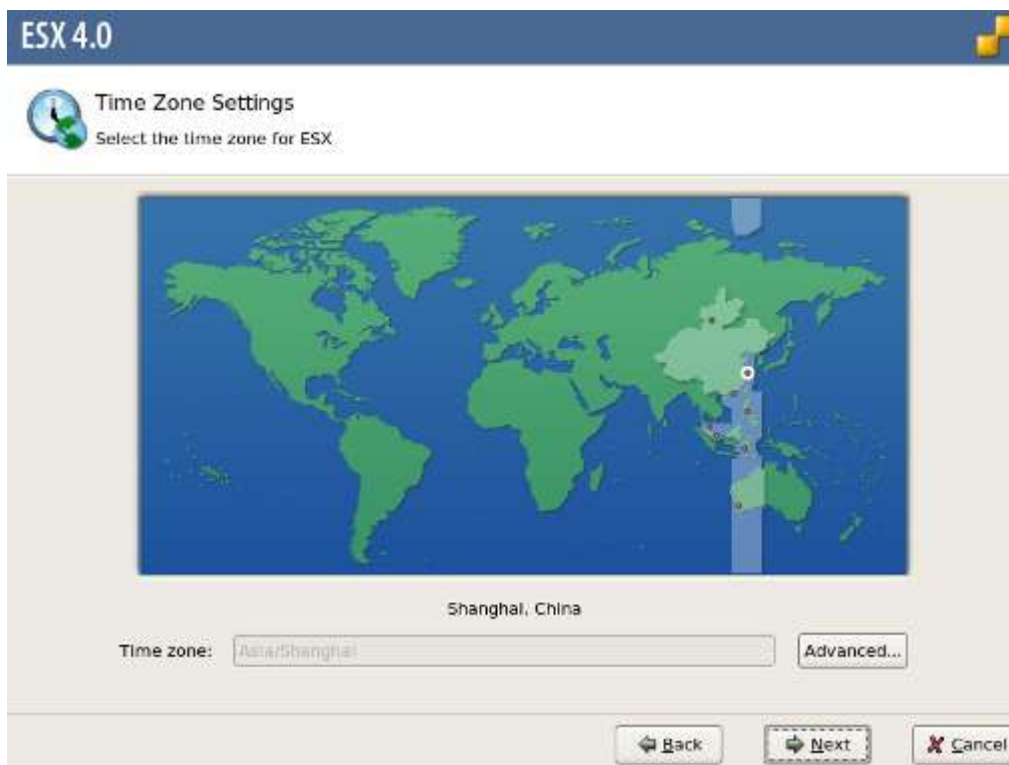 ESX 4.0
Time Zone Settings
Select the time zone for ESX
Shanghai, China
Time zone: Asia/Shanghai Advanced...
Back Next Cancel